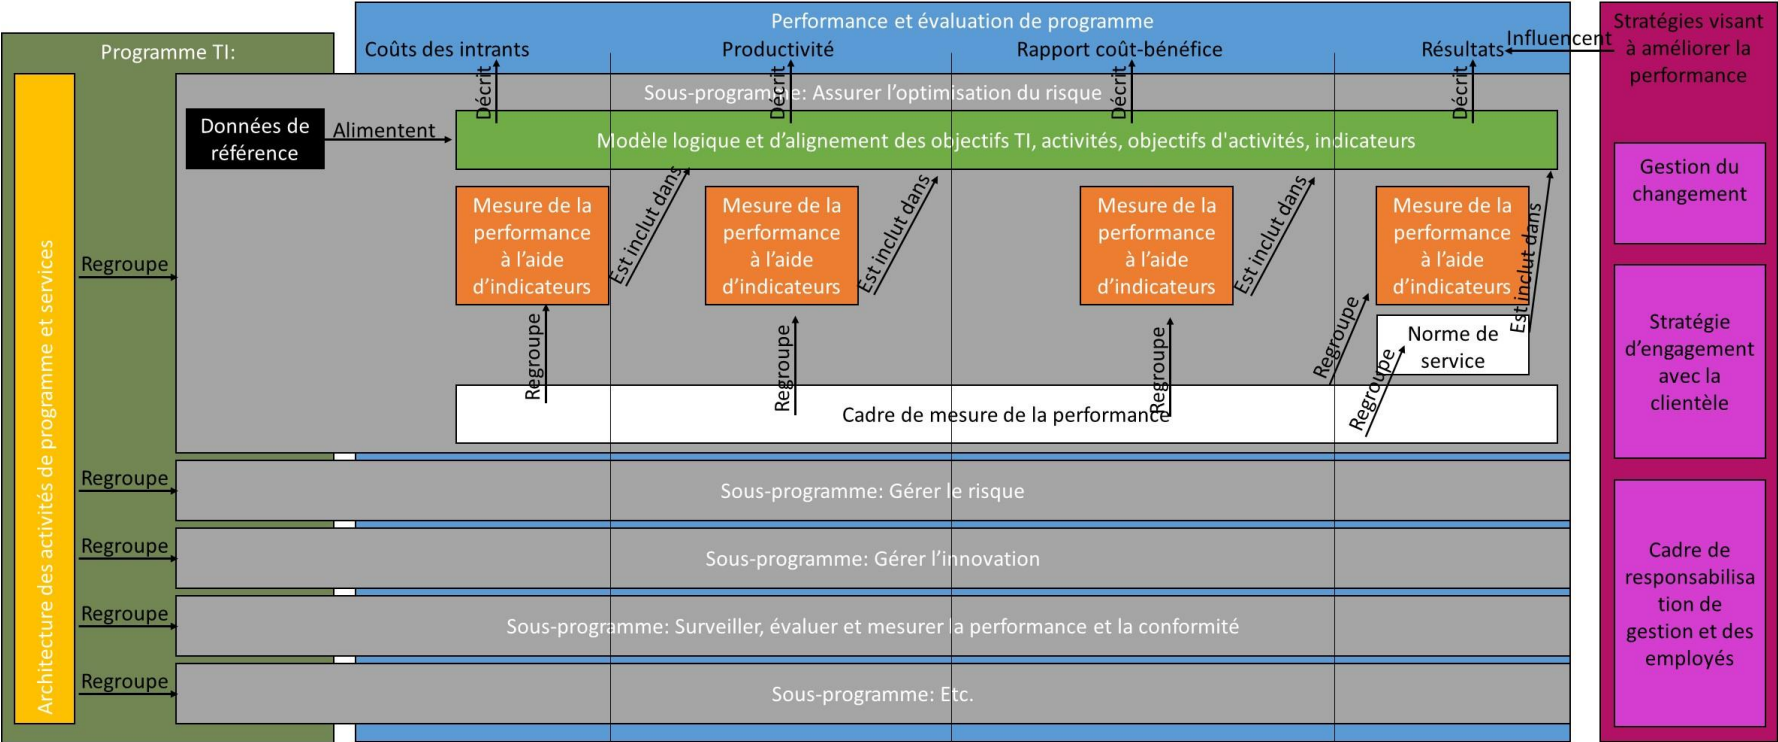 Performance et évaluation de programme
Programme TI:
Coûts des intrants
Productivité
Rapport coût-bénéfice
Résultats
Influencent
Stratégies visant
à améliorer la
performance
Décrit
Décrit
Décrit
Décrit
Sous-programme: Assurer l'optimisation du risque
Données de
référence
Alimentent
Modèle logique et d'alignement des objectifs TI, activités, objectifs d'activités, indicateurs
Gestion du
changement
Mesure de la
performance
à l'aide
d'indicateurs
Est inclut dans
Mesure de la
performance
à l'aide
d'indicateurs
Est inclut dans
Mesure de la
performance
à l'aide
d'indicateurs
Est inclut dans
Mesure de la
performance
à l'aide
d'indicateurs
Est inclut dans
Architecture des activités de programme et services
Regroupe
Regroupe
Regroupe
Regroupe
Regroupe
Regroupe
Norme de
service
Cadre de mesure de la performance
Stratégie
d'engagement
avec la
clientèle
Regroupe
Sous-programme: Gérer le risque
Regroupe
Sous-programme: Gérer l'innovation
Regroupe
Sous-programme: Surveiller, évaluer et mesurer la performance et la conformité
Regroupe
Sous-programme: Etc.
Cadre de
responsabilisa
tion de
gestion et des
employés